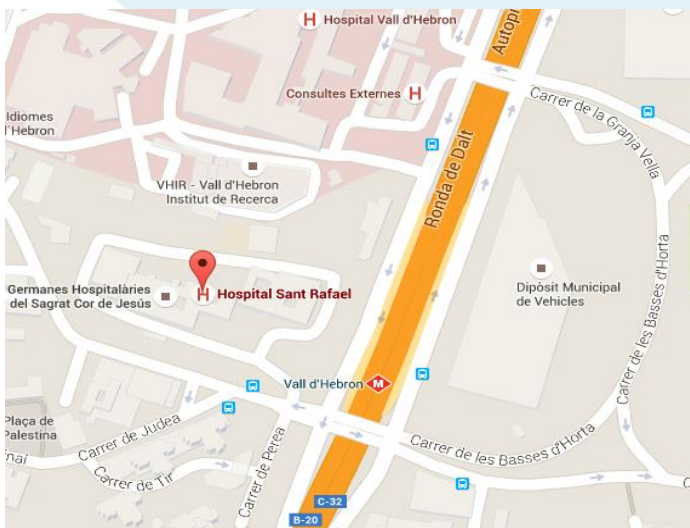 Hospital Vall d'Hebron
Autopi
Consultes Externes
Carrer de la Granja Vella
Idiomes
l'Hebron
Ronda de Dalt
VHIR - Vall d'Hebron
Institut de Recerca
Germanes Hospitalàries
del Sagrat Cor de Jesús
Hospital Sant Rafael
Dipòsit Municipal
de Vehicles
Carrer de les Basses d'Horta
Vall d'Hebron
M
Plaça de
Palestina
Carrer de Judea
Carrer de les Basses d'Horta
Carrer de Tir
Carrer de Perea
C-32
B-20